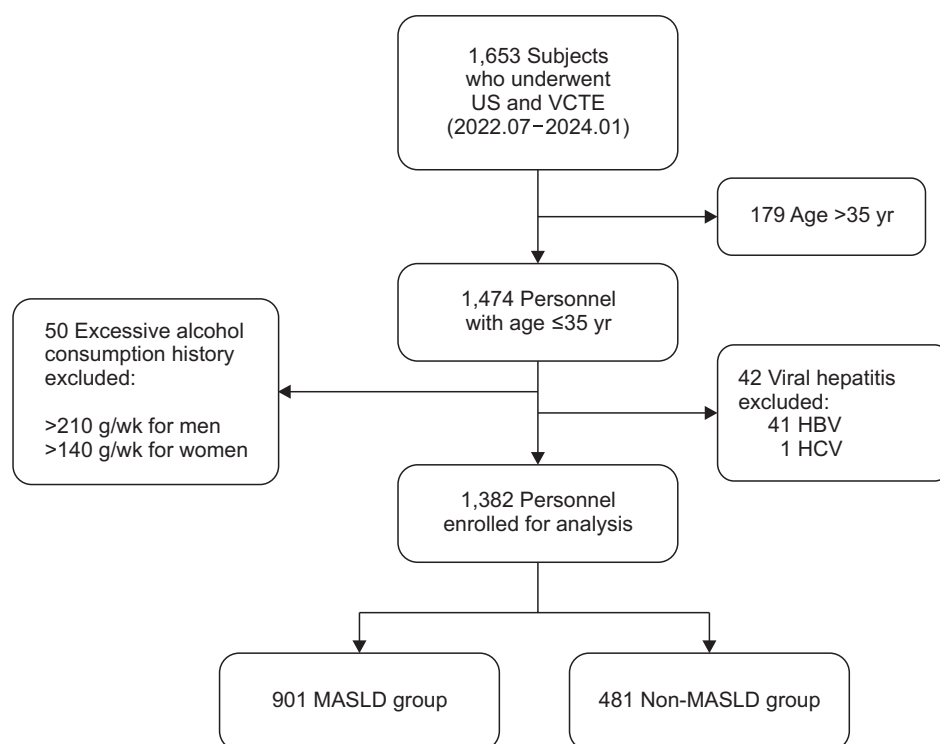 1,653 Subjects
who underwent
US and VCTE
(2022.07−2024.01)
179 Age >35 yr
1,474 Personnel
with age ≤35 yr
50 Excessive alcohol
consumption history
excluded:
>210 g/wk for men
>140 g/wk for women
42 Viral hepatitis
excluded:
41 HBV
1 HCV
1,382 Personnel
enrolled for analysis
901 MASLD group
481 Non-MASLD group